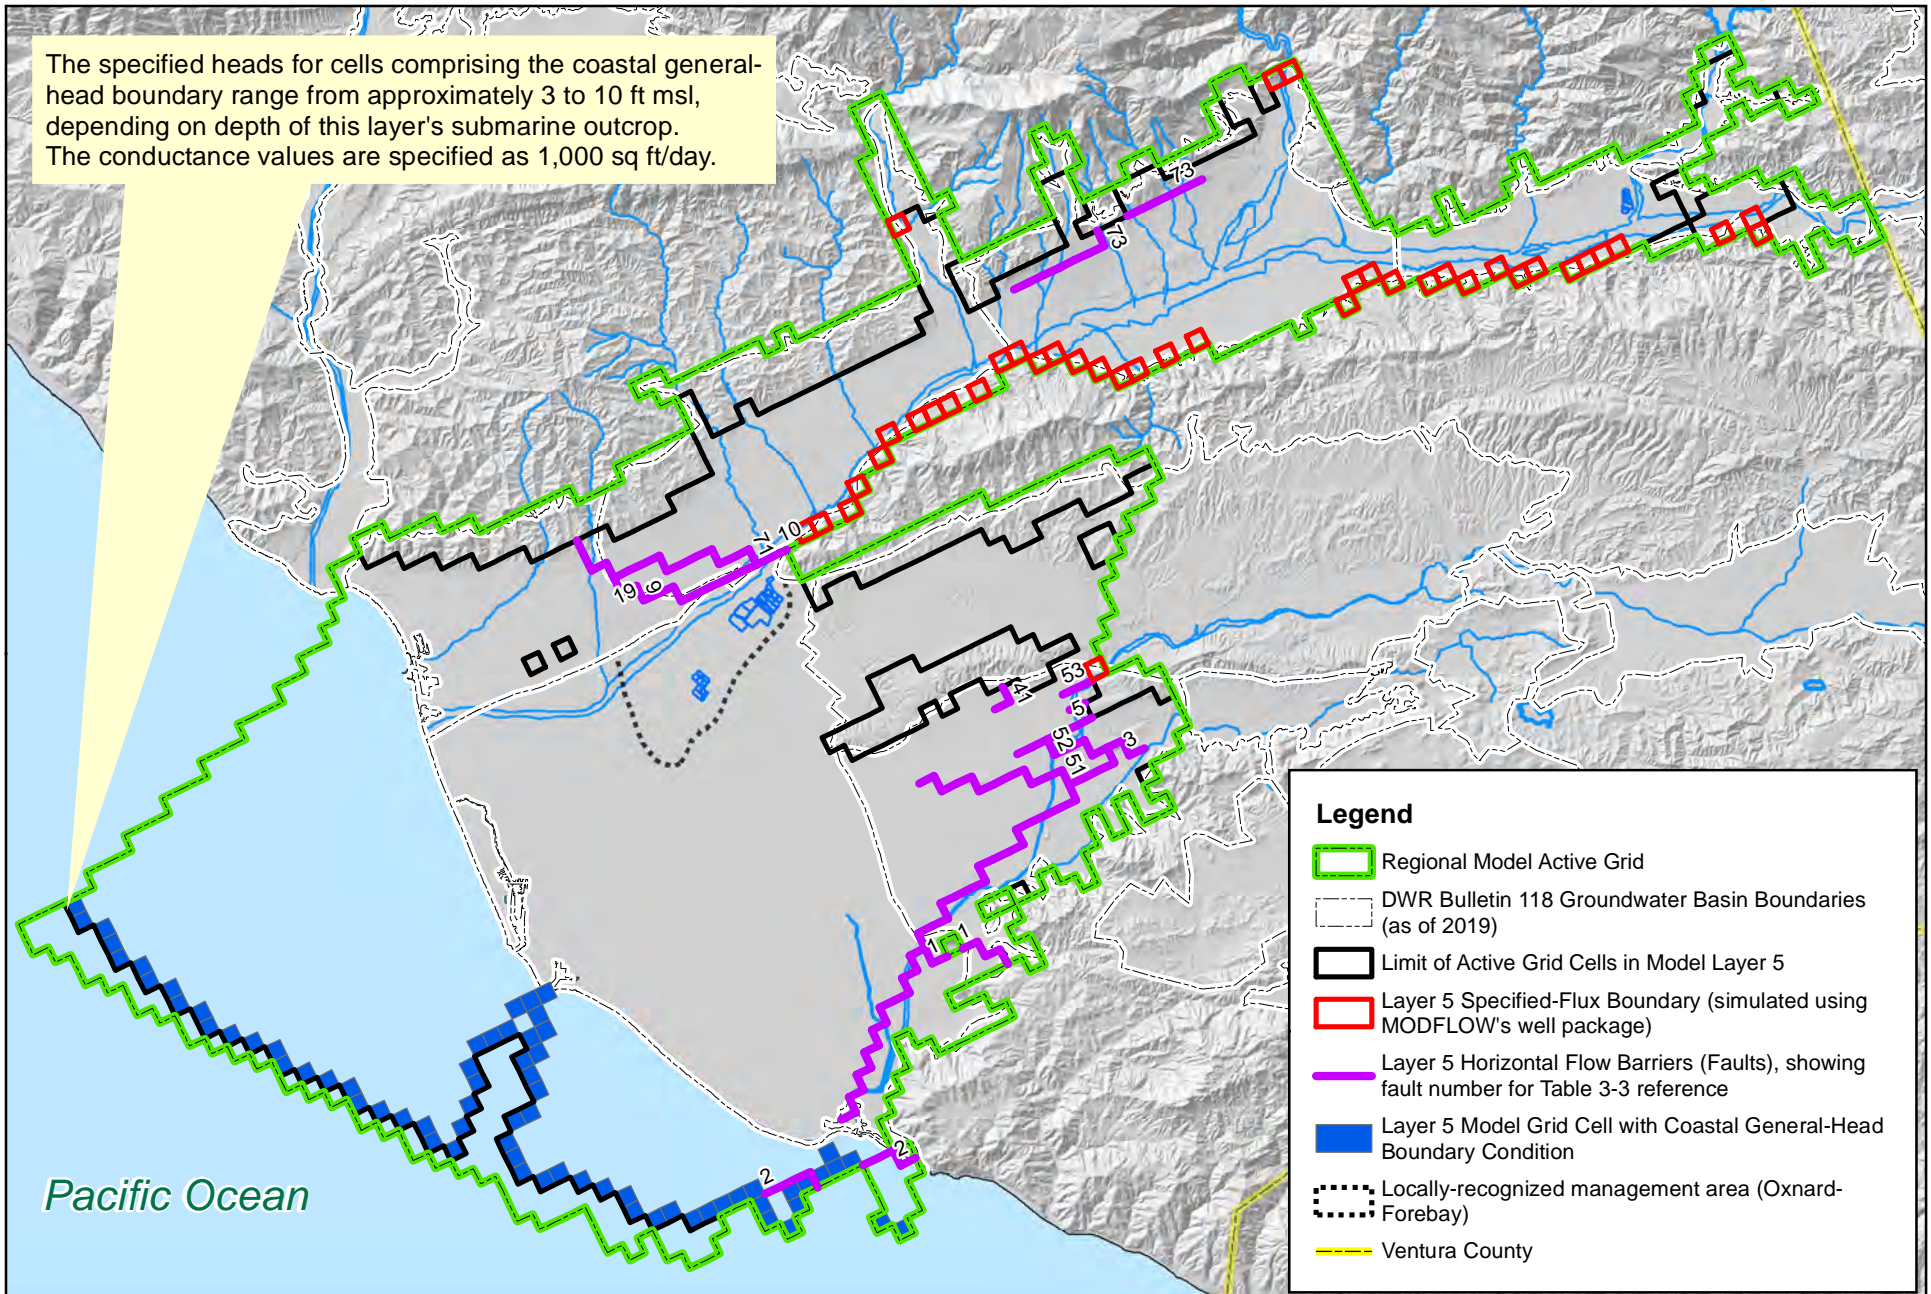 The specified heads for cells comprising the coastal general-
head boundary range from approximately 3 to 10 ft msl,
depending on depth of this layer's submarine outcrop.
The conductance values are specified as 1,000 sq ft/day.
73
73
10
71
19
9
53
41
5
52
3
51
1
1
2
2
Pacific Ocean
Legend
Regional Model Active Grid
DWR Bulletin 118 Groundwater Basin Boundaries
(as of 2019)
Limit of Active Grid Cells in Model Layer 5
Layer 5 Specified-Flux Boundary (simulated using
MODFLOW's well package)
Layer 5 Horizontal Flow Barriers (Faults), showing
fault number for Table 3-3 reference
Layer 5 Model Grid Cell with Coastal General-Head
Boundary Condition
Locally-recognized management area (Oxnard-
Forebay)
Ventura County